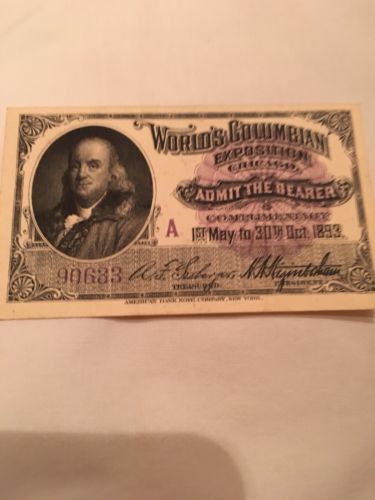 WORLD'S COLUMBIAN
EXPOSITION
CHICAGO
ADMIT THE BEARER
COMPLIMENTARY
A
1ST May to 30TH Oct. 1893.
90633
TREASURER.
PRESIDENT
AMERICAN BANK NOTE COMPANY, NEW YORK.